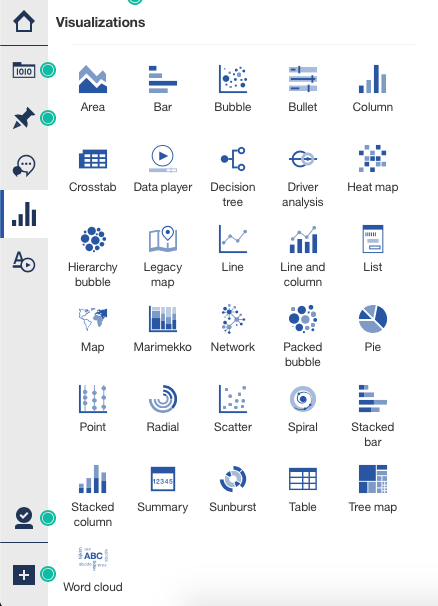 Visualizations
Area Bar Bubble Bullet Column
Crosstab Data player Decision Driver Heat map
tree analysis
Hierarchy Legacy Line Line and List
bubble map column
Map Marimekko Network Packed Pie
bubble
Point Radial Scatter Spiral Stacked
bar
12345
Stacked Summary Sunburst Table Tree map
column
ABC
Word cloud